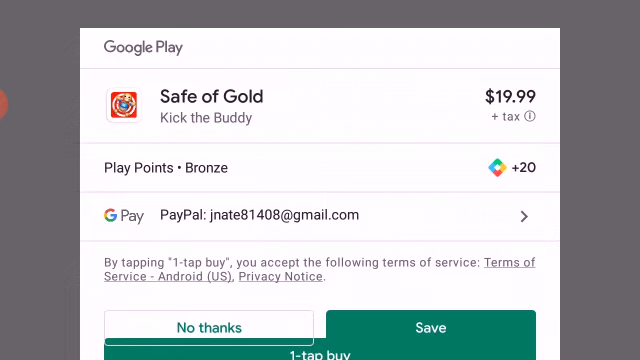 Google Play
Safe of Gold
$19.99
Kick the Buddy
+ tax
Play Points • Bronze
+20
G Pay
PayPal: jnate81408@gmail.com
By tapping "1-tap buy", you accept the following terms of service: Terms of
Service - Android (US), Privacy Notice.
No thanks
Save
1-tap buy